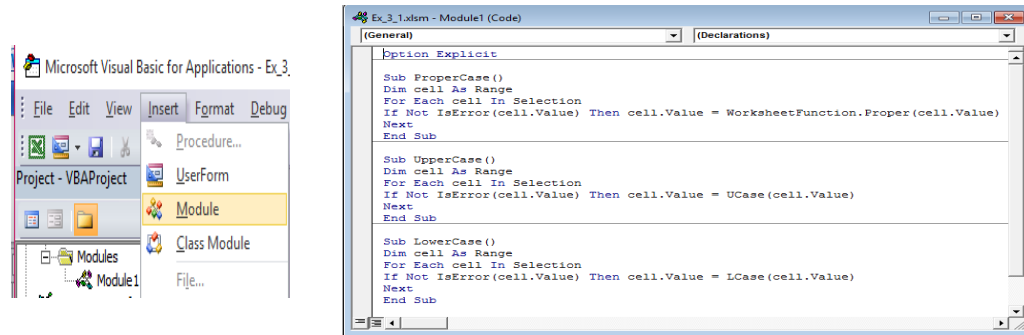 Microsoft Visual Basic for Applications - Ex_3_
File Edit View Insert Format Debug
Procedure...
UserForm
Module
Class Module
File...
Project - VBAProject
Modules
Module1
Ex_3_1.xlsm - Module1 (Code)
(General) (Declarations)
Option Explicit
Sub ProperCase()
Dim cell As Range
For Each cell In Selection
If Not IsError(cell.Value) Then cell.Value = WorksheetFunction.Proper(cell.Value)
Next
End Sub
Sub UpperCase()
Dim cell As Range
For Each cell In Selection
If Not IsError(cell.Value) Then cell.Value = UCase(cell.Value)
Next
End Sub
Sub LowerCase()
Dim cell As Range
For Each cell In Selection
If Not IsError(cell.Value) Then cell.Value = LCase(cell.Value)
Next
End Sub